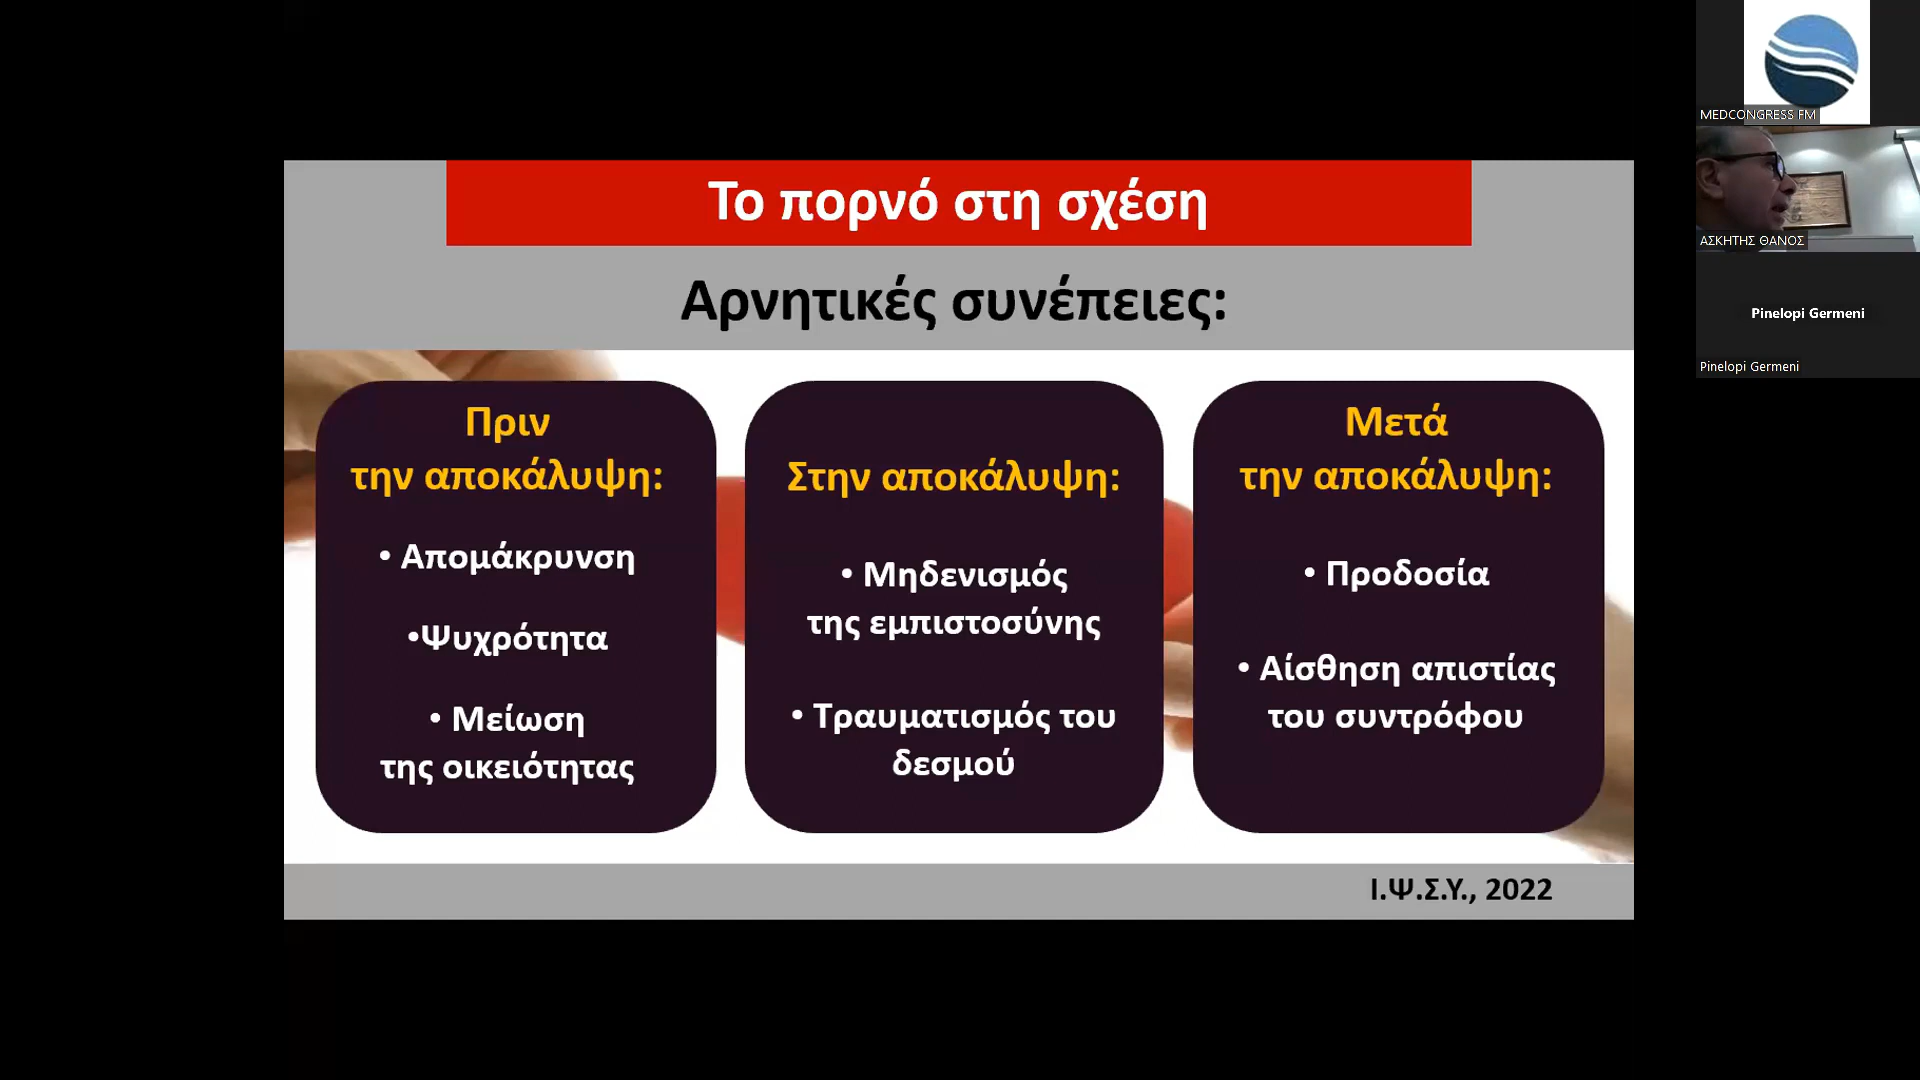 Το πορνό στη σχέση
Αρνητικές συνέπειες:
Πριν
την αποκάλυψη:
• Απομάκρυνση
•Ψυχρότητα
• Μείωση
της οικειότητας
Στην αποκάλυψη:
• Μηδενισμός
της εμπιστοσύνης
• Τραυματισμός του
δεσμού
Μετά
την αποκάλυψη:
• Προδοσία
• Αίσθηση απιστίας
του συντρόφου
Ι.Ψ.Σ.Υ., 2022
MEDCONGRESS FM
ΑΣΚΗΤΗΣ ΘΑΝΟΣ
Pinelopi Germeni
Pinelopi Germeni